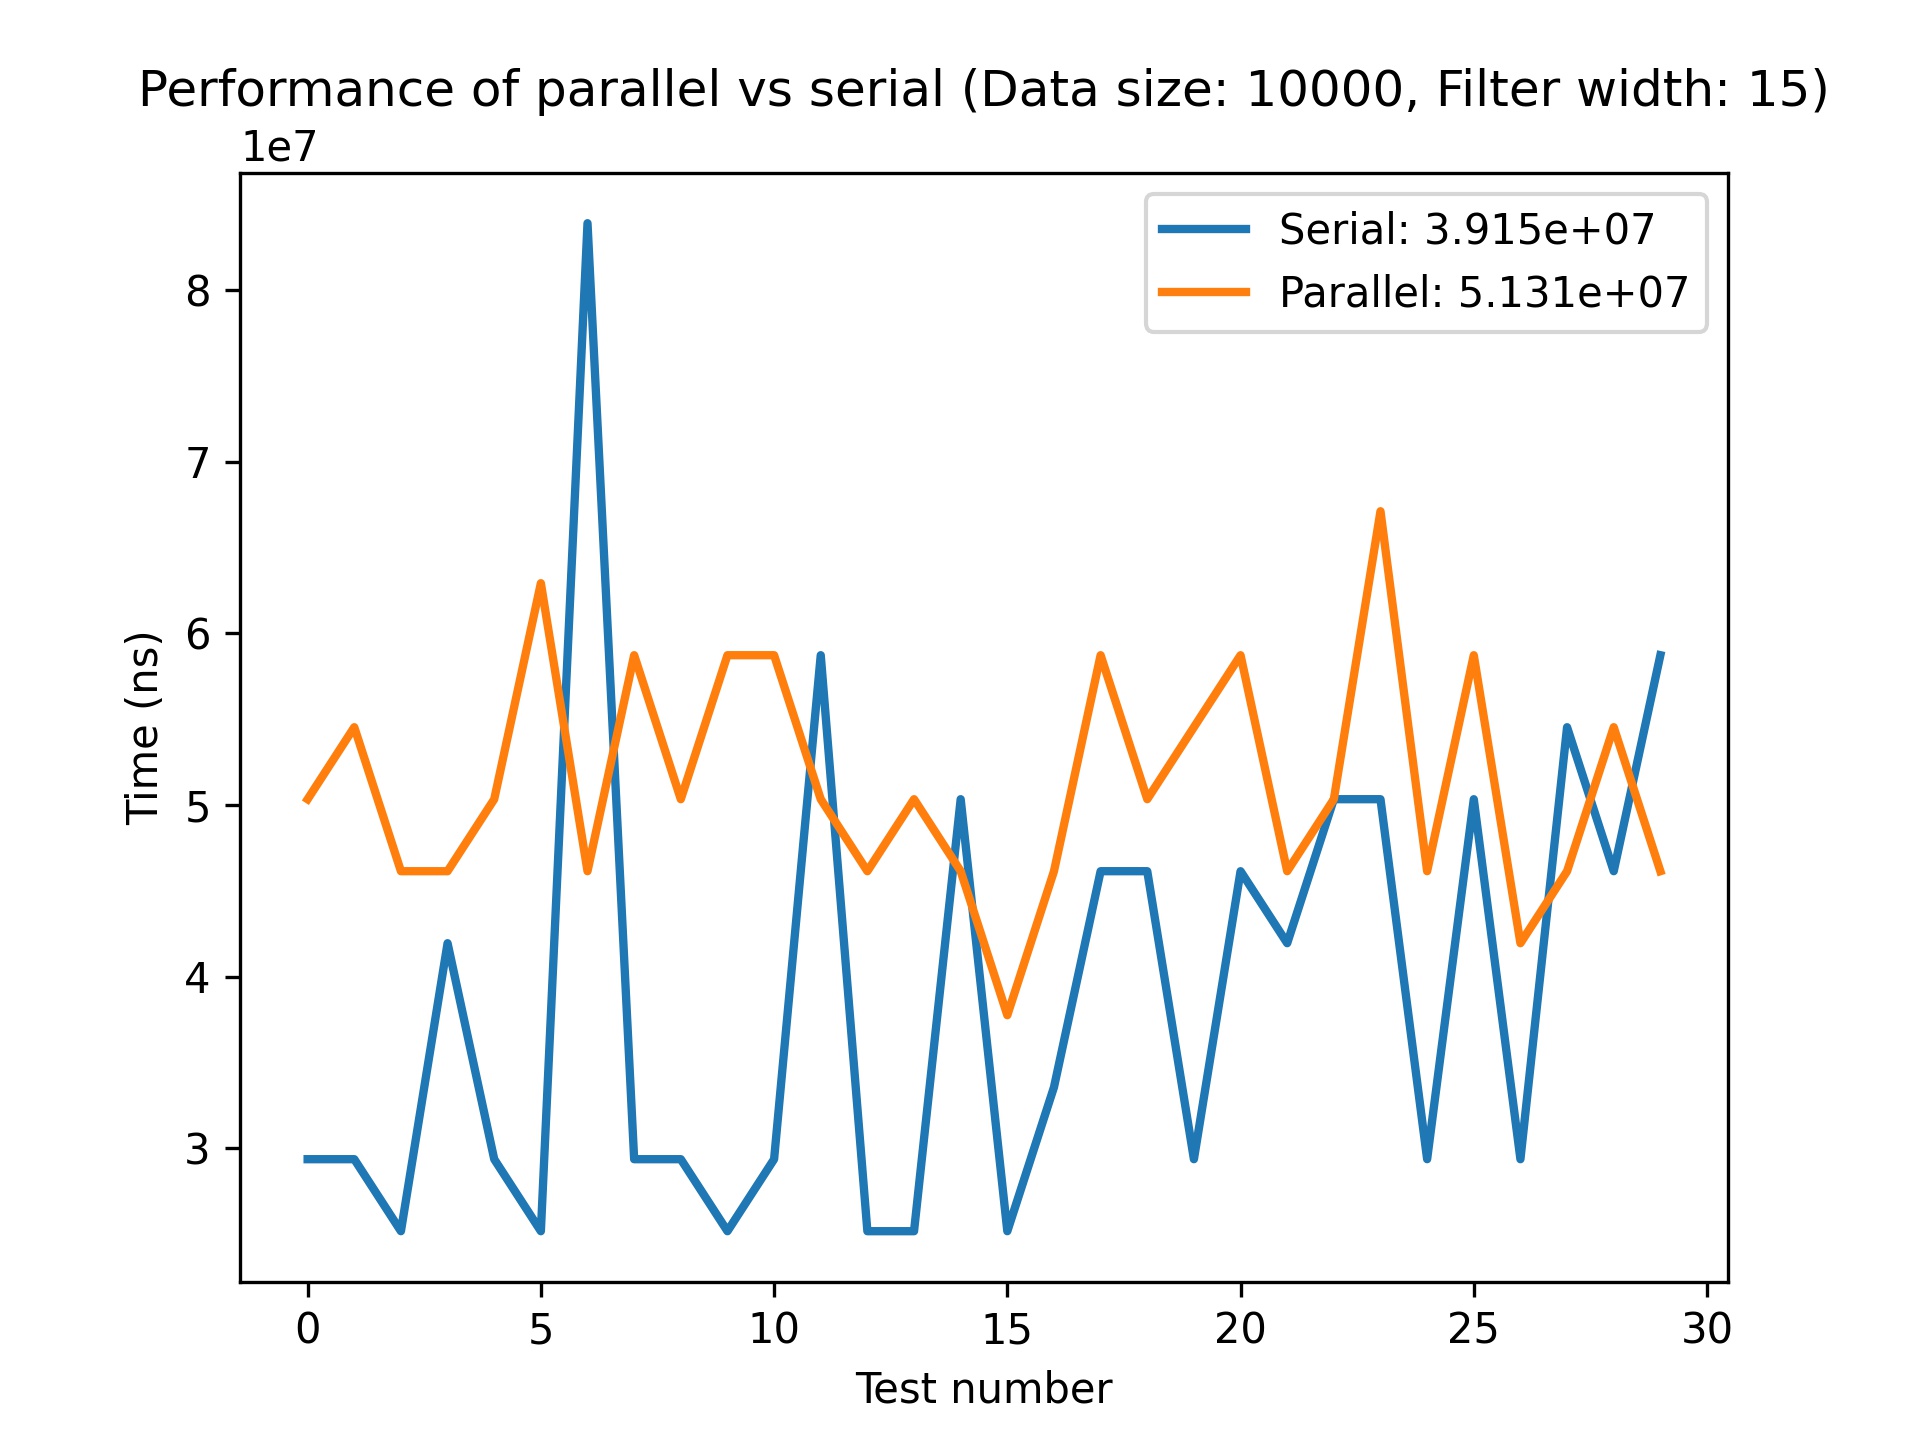 Performance of parallel vs serial (Data size: 10000, Filter width: 15)
1e7
Serial: 3.915e+07
Parallel: 5.131e+07
8
7
6
5
4
3
Time (ns)
0 5 10 15 20 25 30
Test number